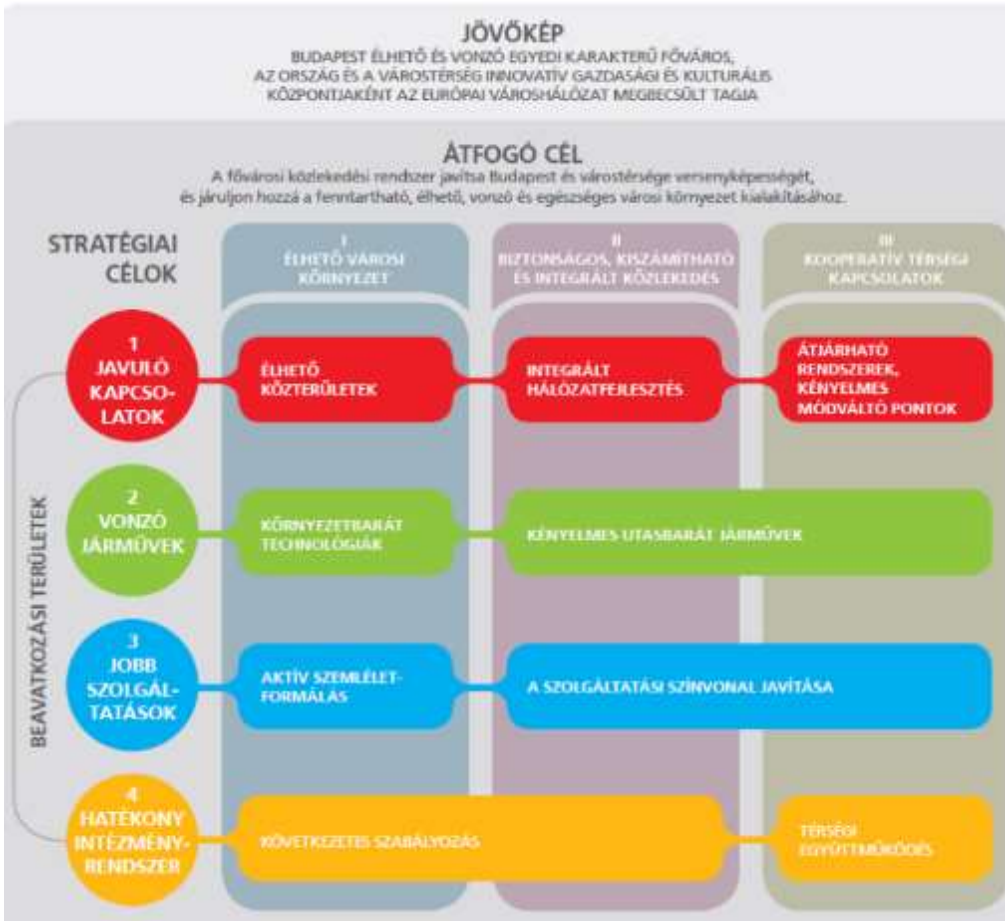 JÖVŐKÉP
BUDAPEST ÉLHETŐ ÉS VONZÓ EGYEDI KARAKTERŰ FŐVÁROS,
AZ ORSZÁG ÉS A VÁROSTÉRSÉG INNOVATÍV GAZDASÁGI ÉS KULTURÁLIS
KÖZPONTJAKÉNT AZ EURÓPAI VÁROSHÁLÓZAT MEGBECSÜLT TAGJA
ÁTFOGÓ CÉL
A fővárosi közlekedési rendszer javítsa Budapest és várostérsége versenyképességét,
és járuljon hozzá a fenntartható, élhető, vonzó és egészséges városi környezet kialakításához.
STRATÉGIAI
CÉLOK
I
ÉLHETŐ VÁROSI
KÖRNYEZET
II
BIZTONSÁGOS, KISZÁMÍTHATÓ
ÉS INTEGRÁLT KÖZLEKEDÉS
III
KOOPERATÍV TÉRSÉGI
KAPCSOLATOK
BEAVATKOZÁSI TERÜLETEK
1
JAVULÓ
KAPCSO-
LATOK
ÉLHETŐ
KÖZTERÜLETEK
INTEGRÁLT
HÁLÓZATFEJLESZTÉS
ÁTJÁRHATÓ
RENDSZEREK,
KÉNYELMES
MÓDVÁLTÓ PONTOK
2
VONZÓ
JÁRMŰVEK
KÖRNYEZETBARÁT
TECHNOLÓGIÁK
KÉNYELMES UTASBARÁT JÁRMŰVEK
3
JOBB
SZOLGÁL-
TATÁSOK
AKTÍV SZEMLÉLET-
FORMÁLÁS
A SZOLGÁLTATÁSI SZÍNVONAL JAVÍTÁSA
4
HATÉKONY
INTÉZMÉNY-
RENDSZER
KÖVETKEZETES SZABÁLYOZÁS
TÉRSÉGI
EGYÜTTMŰKÖDÉS